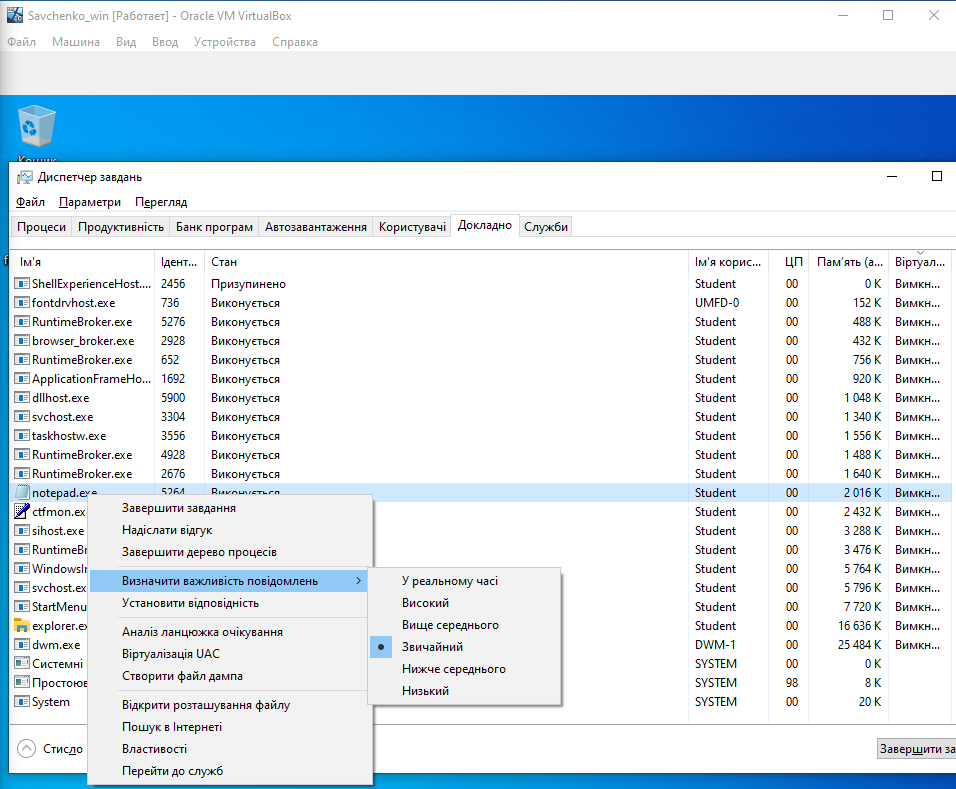 Savchenko_win [Работает] - Oracle VM VirtualBox
Файл Машина Вид Ввод Устройства Справка
Кошик
Диспетчер завдань
Файл Параметри Перегляд
Процеси Продуктивність Банк програм Автозавантаження Користувачі Докладно Служби
Ім'я Ідент... Стан Ім'я корис... ЦП Пам'ять (а... Віртуал...
ShellExperienceHost.... 2456 Призупинено Student 00 0 К Вимкн...
fontdrvhost.exe 736 Виконується UMFD-0 00 152 К Вимкн...
RuntimeBroker.exe 5276 Виконується Student 00 488 К Вимкн...
browser_broker.exe 2928 Виконується Student 00 432 К Вимкн...
RuntimeBroker.exe 652 Виконується Student 00 756 К Вимкн...
ApplicationFrameHo... 1692 Виконується Student 00 920 К Вимкн...
dllhost.exe 5900 Виконується Student 00 1 048 К Вимкн...
svchost.exe 3304 Виконується Student 00 1 340 К Вимкн...
taskhostw.exe 3556 Виконується Student 00 1 556 К Вимкн...
RuntimeBroker.exe 4928 Виконується Student 00 1 488 К Вимкн...
RuntimeBroker.exe 2676 Виконується Student 00 1 640 К Вимкн...
notepad.exe 5264 Виконується Student 00 2 016 К Вимкн...
ctfmon.ex Student 00 2 432 К Вимкн...
sihost.exe Student 00 3 288 К Вимкн...
RuntimeBr Student 00 3 476 К Вимкн...
WindowsIn Student 00 5 764 К Вимкн...
svchost.ex Student 00 5 796 К Вимкн...
StartMenu Student 00 7 720 К Вимкн...
explorer.ex Student 00 16 636 К Вимкн...
dwm.exe DWM-1 00 25 484 К Вимкн...
Системні SYSTEM 00 0 К
Простоюв SYSTEM 98 8 К
System SYSTEM 00 20 К
Завершити завдання
Надіслати відгук
Завершити дерево процесів
Визначити важливість повідомлень
Установити відповідність
Аналіз ланцюжка очікування
Віртуалізація UAC
Створити файл дампа
Відкрити розташування файлу
Пошук в Інтернеті
Властивості
Перейти до служб
У реальному часі
Високий
Вище середнього
Звичайний
Нижче середнього
Низький
Стисло
Завершити за